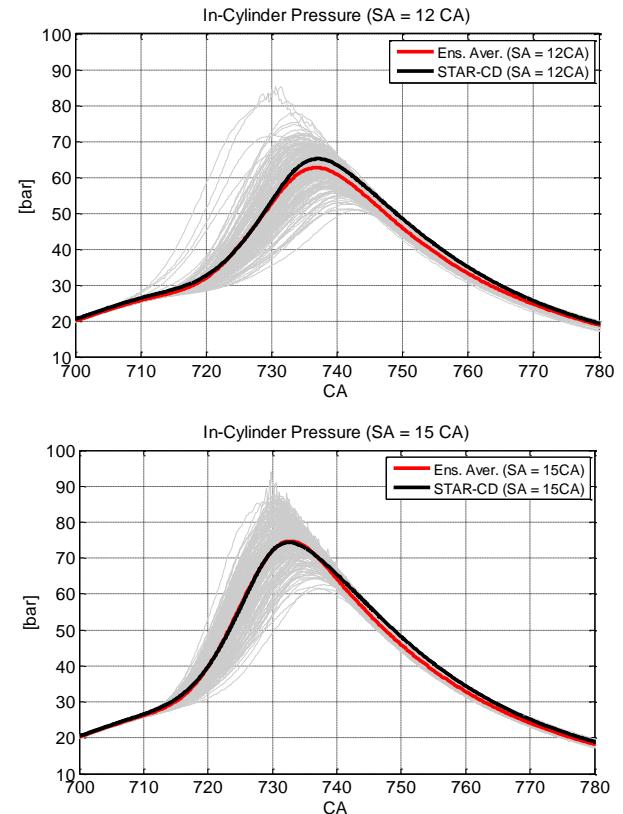 In-Cylinder Pressure (SA = 12 CA)
Ens. Aver. (SA = 12CA)
STAR-CD (SA = 12CA)
100
90
80
70
60
50
40
30
20
10
[bar]
700 710 720 730 740 750 760 770 780
CA
In-Cylinder Pressure (SA = 15 CA)
Ens. Aver. (SA = 15CA)
STAR-CD (SA = 15CA)
100
90
80
70
60
50
40
30
20
10
[bar]
700 710 720 730 740 750 760 770 780
CA